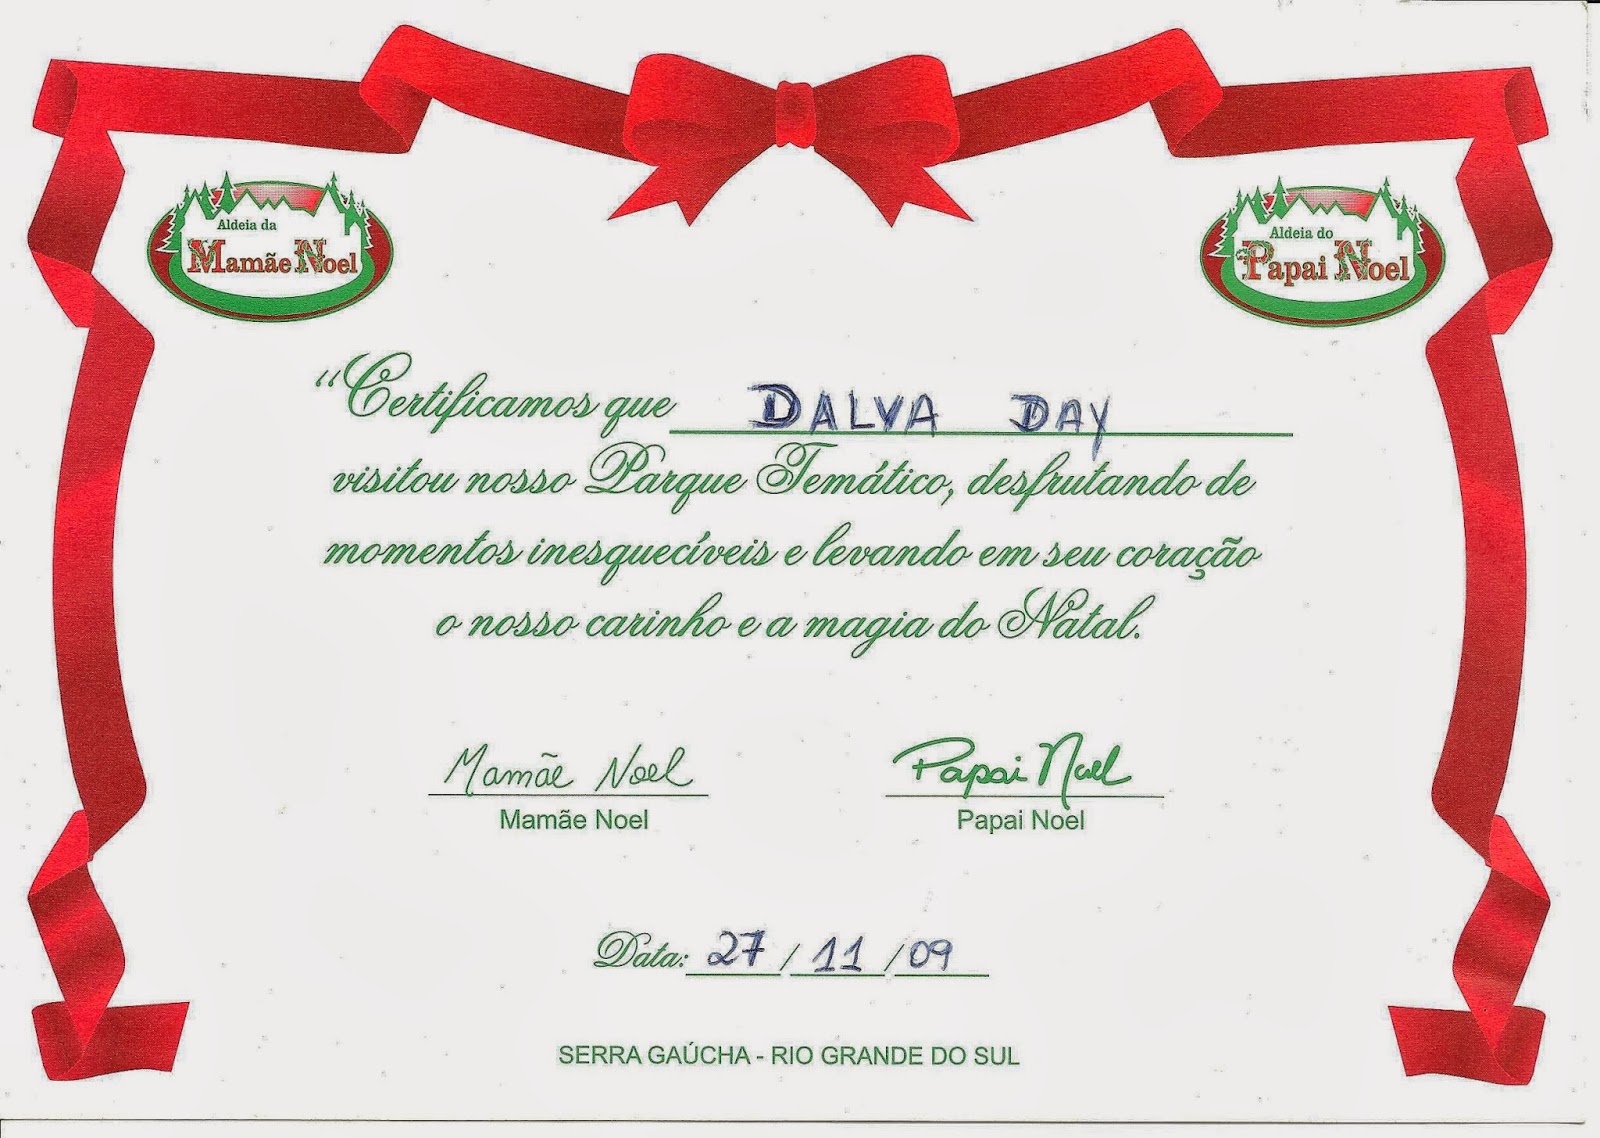 Aldeia da
Mamãe Noel
Aldeia do
Papai Noel
“Certificamos que DALVA DAY
visitou nosso Parque Temático, desfrutando de
momentos inesquecíveis e levando em seu coração
o nosso carinho e a magia do Natal.
Mamãe Noel Papai Noel
Mamãe Noel Papai Noel
Data: 27/11/09
SERRA GAÚCHA - RIO GRANDE DO SUL